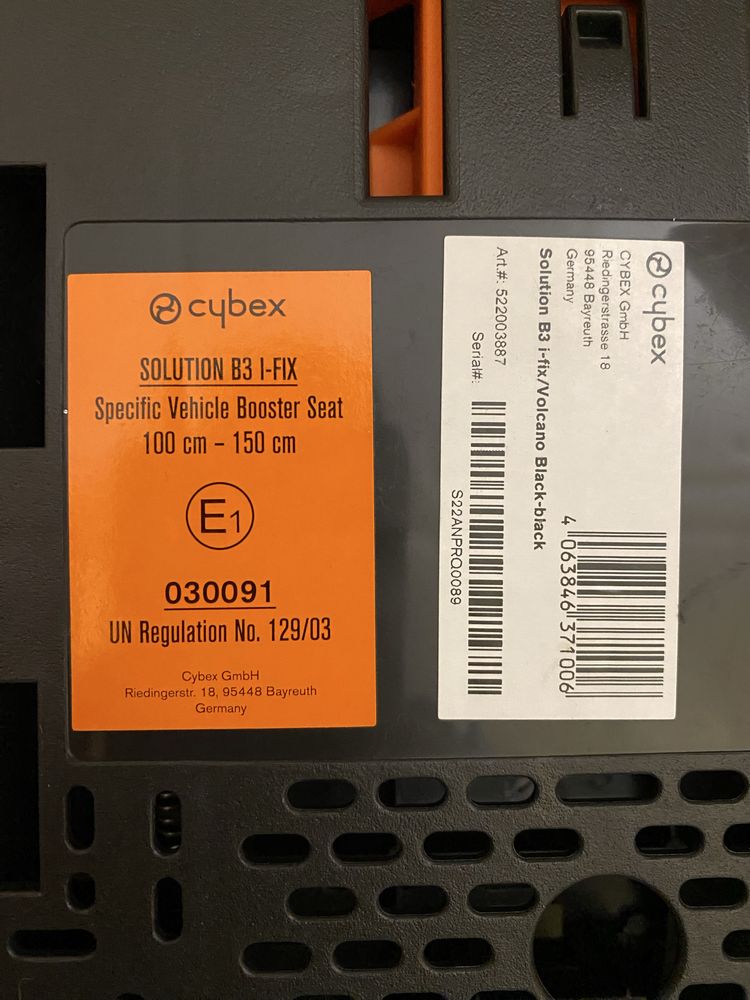 cybex
SOLUTION B3 I-FIX
Specific Vehicle Booster Seat
100 cm – 150 cm
E1
030091
UN Regulation No. 129/03
Cybex GmbH
Riedingerstr. 18, 95448 Bayreuth
Germany
cybex
CYBEX GmbH
Riedingerstrasse 18
95448 Bayreuth
Germany
Solution B3 i-fix/Volcano Black-black
Art.#: 522003887
Serial#:
S22ANPRQ0089
4 063846 371006